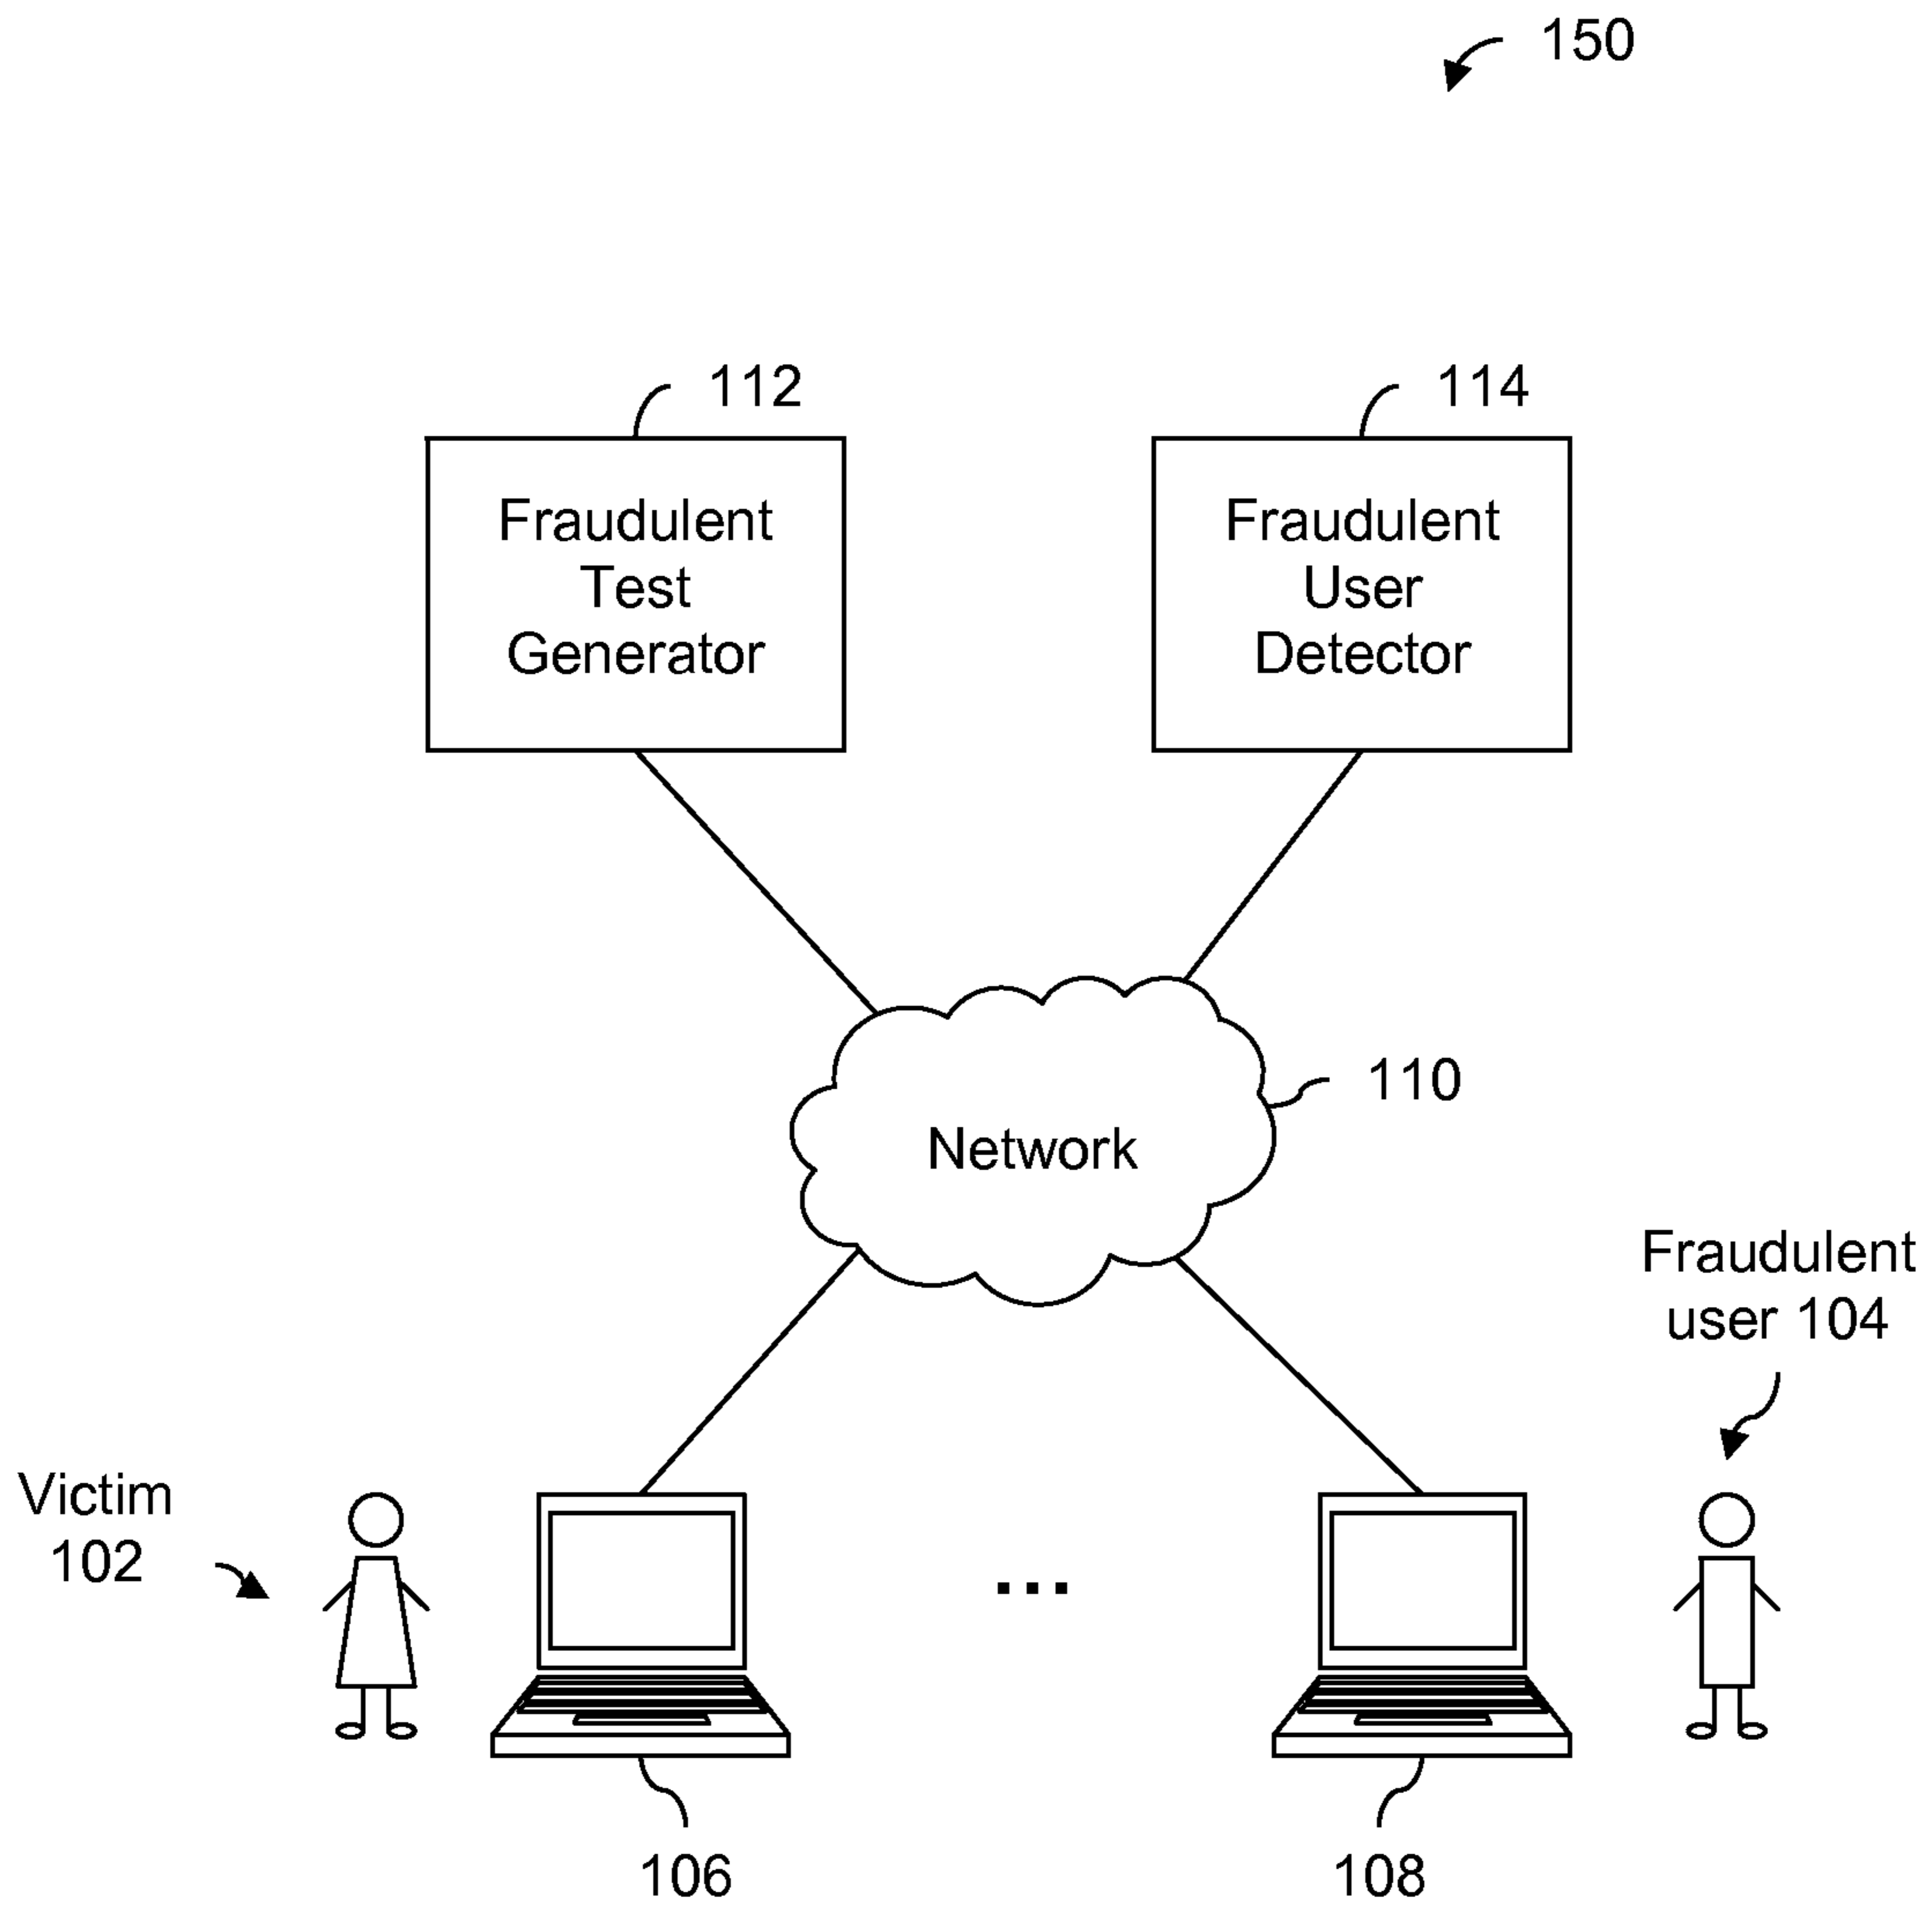 150
112
114
Fraudulent
Test
Generator
Fraudulent
User
Detector
110
Network
Fraudulent
user 104
Victim
102
...
106
108